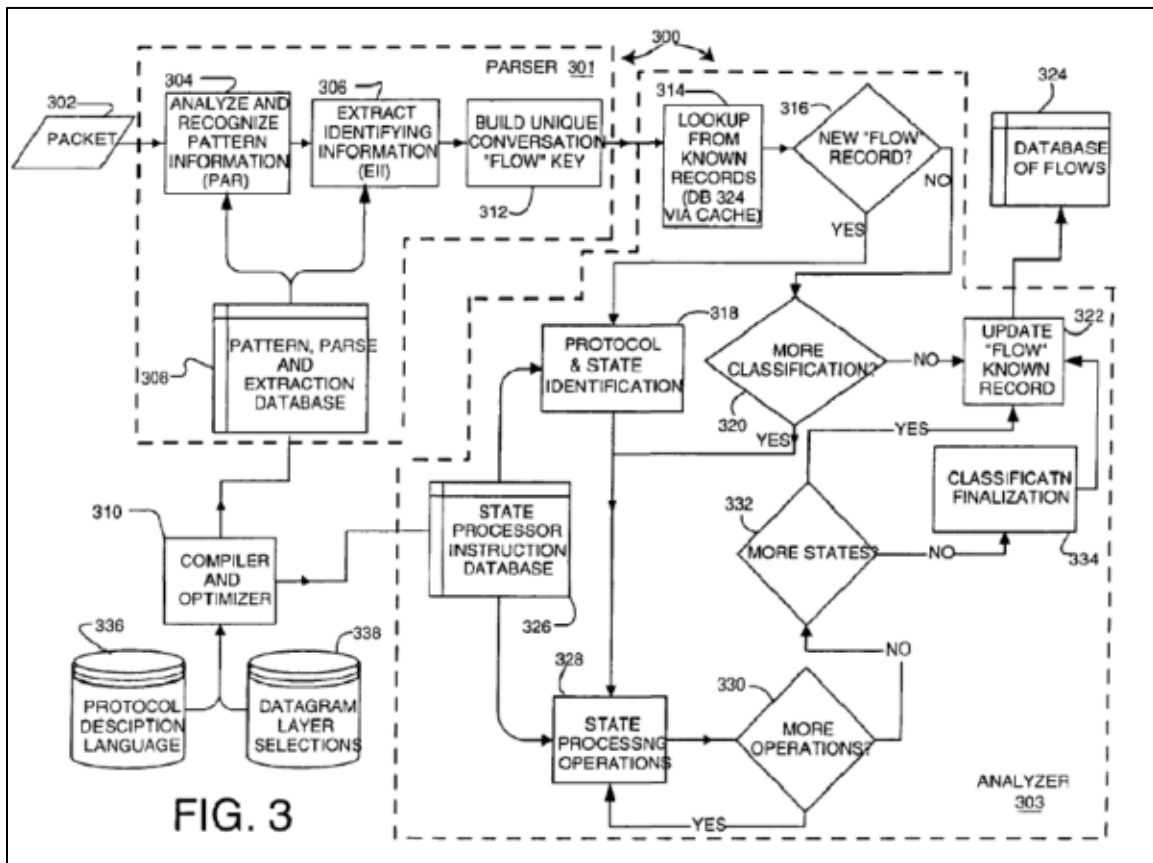 300
PARSER 301
302
PACKET
304
ANALYZE AND
RECOGNIZE
PATTERN
INFORMATION
(PAR)
306
EXTRACT
IDENTIFYING
INFORMATION
(EII)
BUILD UNIQUE
CONVERSATION
"FLOW" KEY
312
314
LOOKUP
FROM
KNOWN
RECORDS
(DB 324
VIA CACHE)
316
NEW "FLOW"
RECORD?
NO
YES
324
DATABASE
OF FLOWS
308
PATTERN, PARSE
AND
EXTRACTION
DATABASE
318
PROTOCOL
& STATE
IDENTIFICATION
MORE
CLASSIFICATION?
320
NO
YES
322
UPDATE
"FLOW"
KNOWN
RECORD
YES
310
COMPILER
AND
OPTIMIZER
STATE
PROCESSOR
INSTRUCTION
DATABASE
326
332
MORE STATES?
NO
CLASSIFICATN
FINALIZATION
334
336
PROTOCOL
DESCIPTION
LANGUAGE
338
DATAGRAM
LAYER
SELECTIONS
328
STATE
PROCESSNG
OPERATIONS
330
MORE
OPERATIONS?
NO
YES
ANALYZER
303
FIG. 3